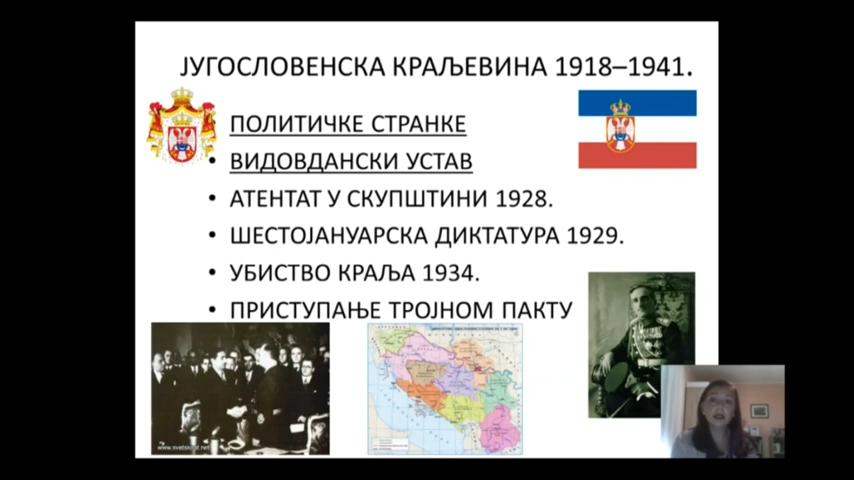 ЈУГОСЛОВЕНСКА КРАЉЕВИНА 1918–1941.
ПОЛИТИЧКЕ СТРАНКЕ
• ВИДОВДАНСКИ УСТАВ
• АТЕНТАТ У СКУПШТИНИ 1928.
• ШЕСТОЈАНУАРСКА ДИКТАТУРА 1929.
• УБИСТВО КРАЉА 1934.
• ПРИСТУПАЊЕ ТРОЈНОМ ПАКТУ